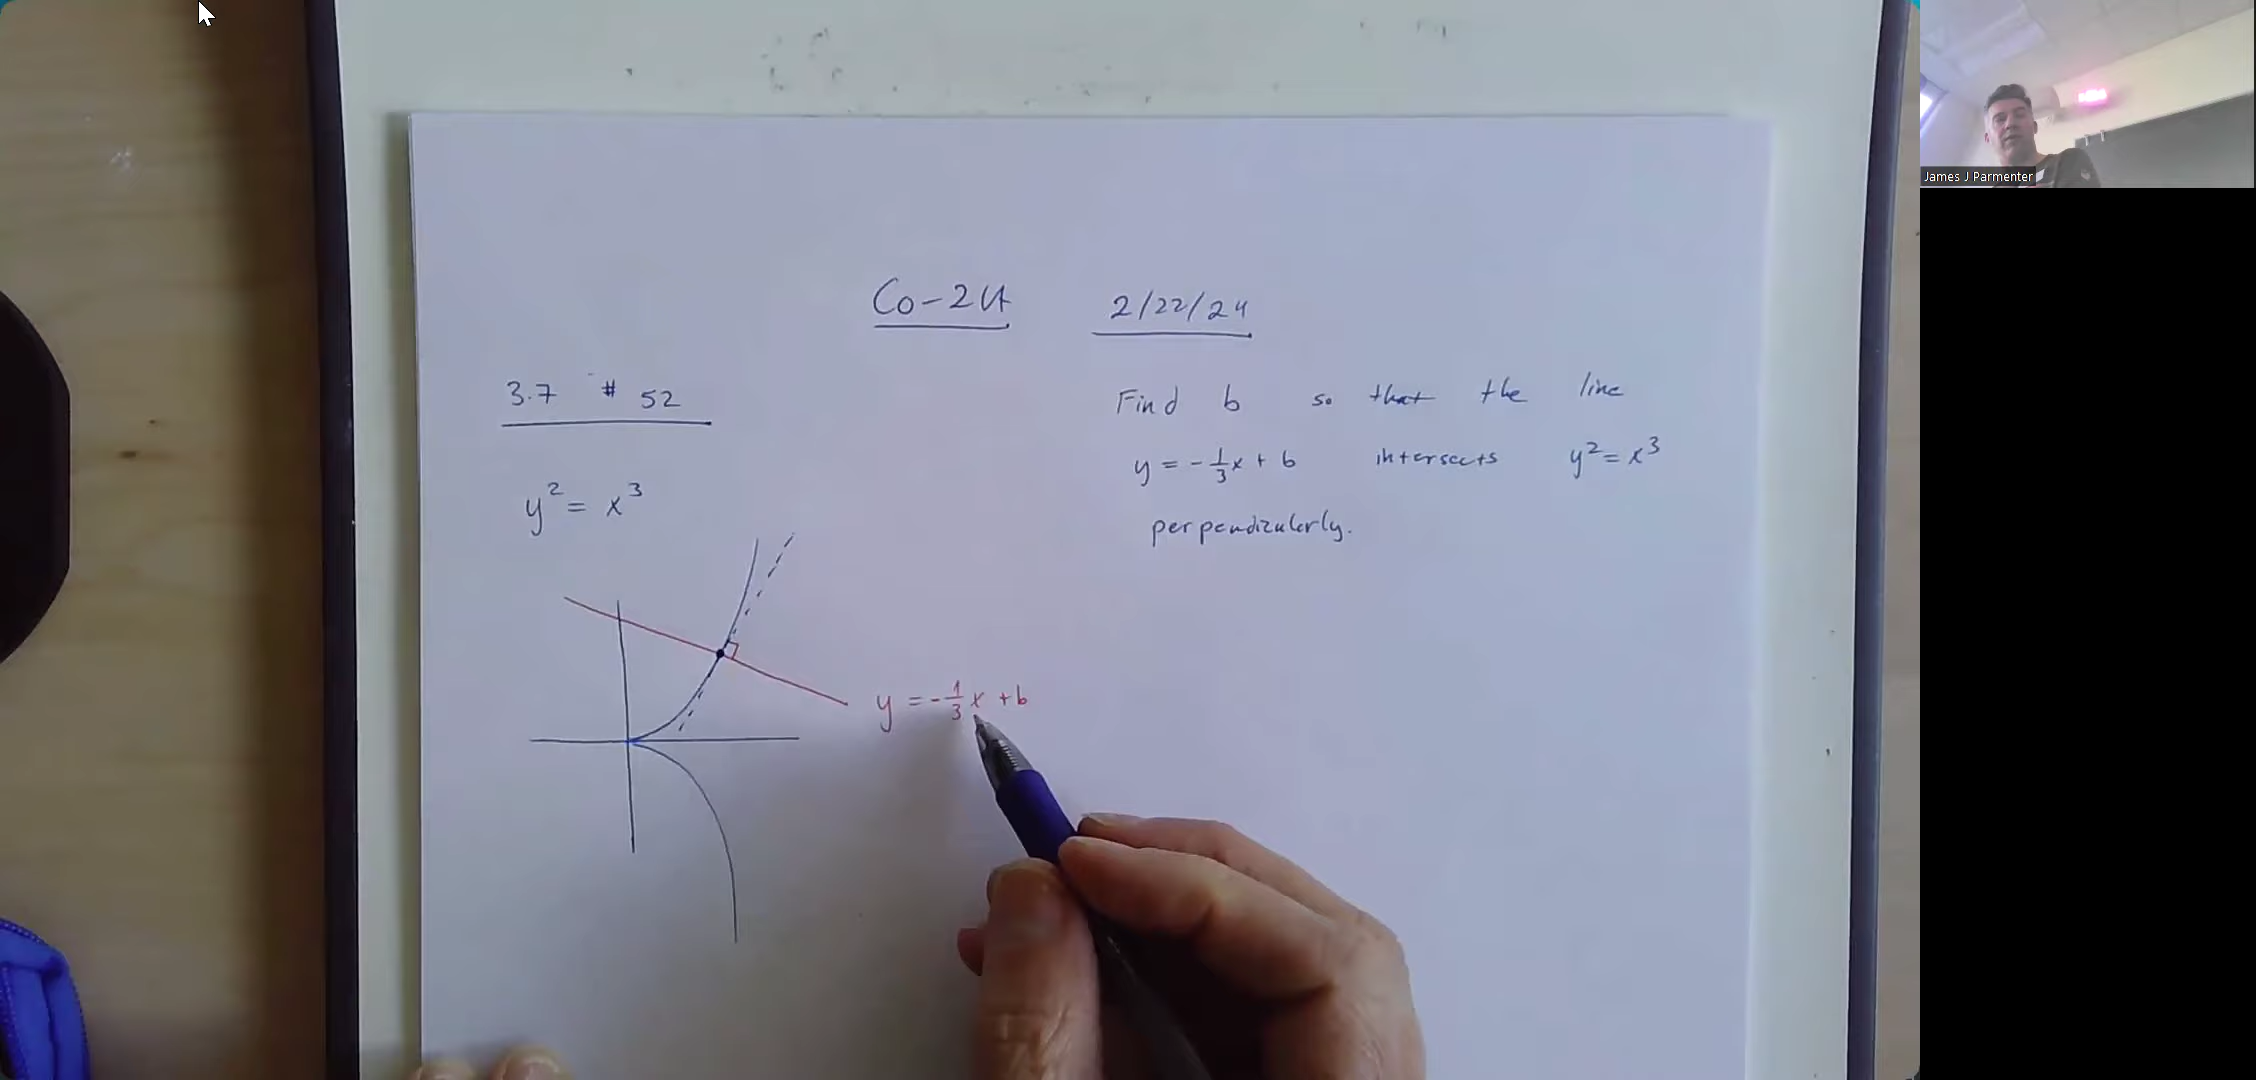 Co-24 2/22/24
3.7 # 52
Find b so that the line
y = -1/3 x + b intersects y² = x³
perpendicularly.
y² = x³
y = -1/3 x + b
James J Parmenter